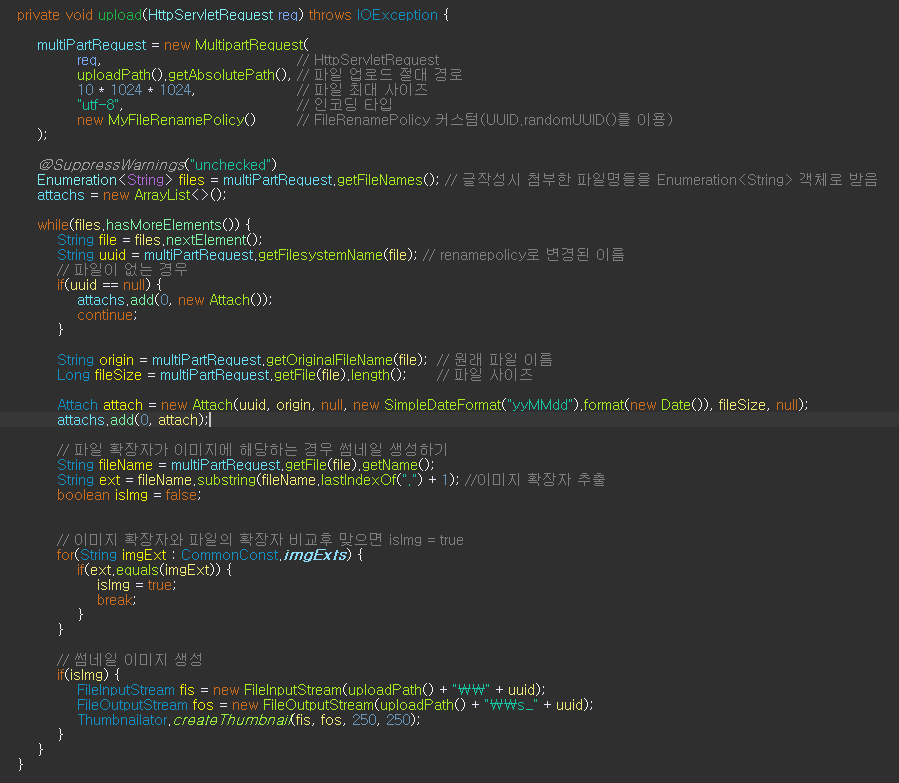 private void upload(HttpServletRequest req) throws IOException {
multiPartRequest = new MultipartRequest(
req, // HttpServletRequest
uploadPath().getAbsolutePath(), // 파일 업로드 절대 경로
10 * 1024 * 1024, // 파일 최대 사이즈
"utf-8", // 인코딩 타입
new MyFileRenamePolicy() // FileRenamePolicy 커스텀(UUID.randomUUID()를 이용)
);
@SuppressWarnings("unchecked")
Enumeration<String> files = multiPartRequest.getFileNames(); // 글작성시 첨부한 파일명들을 Enumeration<String> 객체로 받음
attachs = new ArrayList<>();
while(files.hasMoreElements()) {
String file = files.nextElement();
String uuid = multiPartRequest.getFilesystemName(file); // renamepolicy로 변경된 이름
// 파일이 없는 경우
if(uuid == null) {
attachs.add(0, new Attach());
continue;
}
String origin = multiPartRequest.getOriginalFileName(file); // 원래 파일 이름
Long fileSize = multiPartRequest.getFile(file).length(); // 파일 사이즈
Attach attach = new Attach(uuid, origin, null, new SimpleDateFormat("yyMMdd").format(new Date()), fileSize, null);
attachs.add(0, attach);
// 파일 확장자가 이미지에 해당하는 경우 썸네일 생성하기
String fileName = multiPartRequest.getFile(file).getName();
String ext = fileName.substring(fileName.lastIndexOf(".") + 1); //이미지 확장자 추출
boolean isImg = false;
// 이미지 확장자와 파일의 확장자 비교후 맞으면 isImg = true
for(String imgExt : CommonConst.imgExts) {
if(ext.equals(imgExt)) {
isImg = true;
break;
}
}
// 썸네일 이미지 생성
if(isImg) {
FileInputStream fis = new FileInputStream(uploadPath() + "₩₩" + uuid);
FileOutputStream fos = new FileOutputStream(uploadPath() + "₩₩s_" + uuid);
Thumbnailator.createThumbnail(fis, fos, 250, 250);
}
}
}